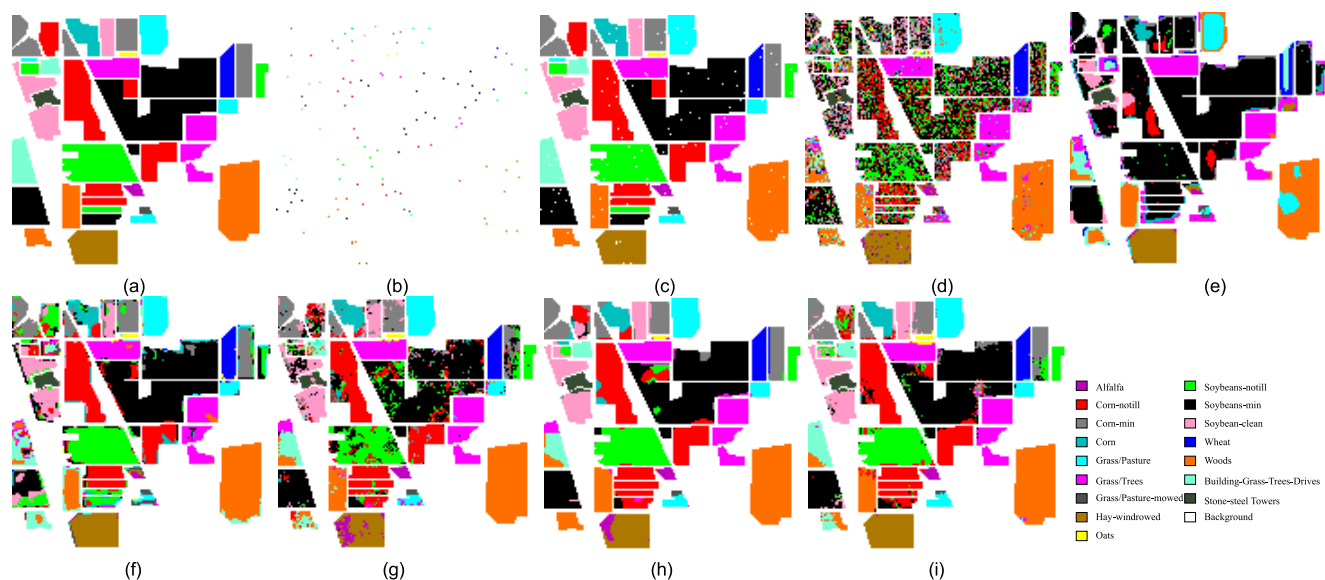 (a)
(b)
(c)
(d)
(e)
(f)
(g)
(h)
(i)
Alfalfa
Corn-notill
Corn-min
Corn
Grass/Pasture
Grass/Trees
Grass/Pasture-mowed
Hay-windrowed
Oats
Soybeans-notill
Soybeans-min
Soybean-clean
Wheat
Woods
Building-Grass-Trees-Drives
Stone-steel Towers
Background